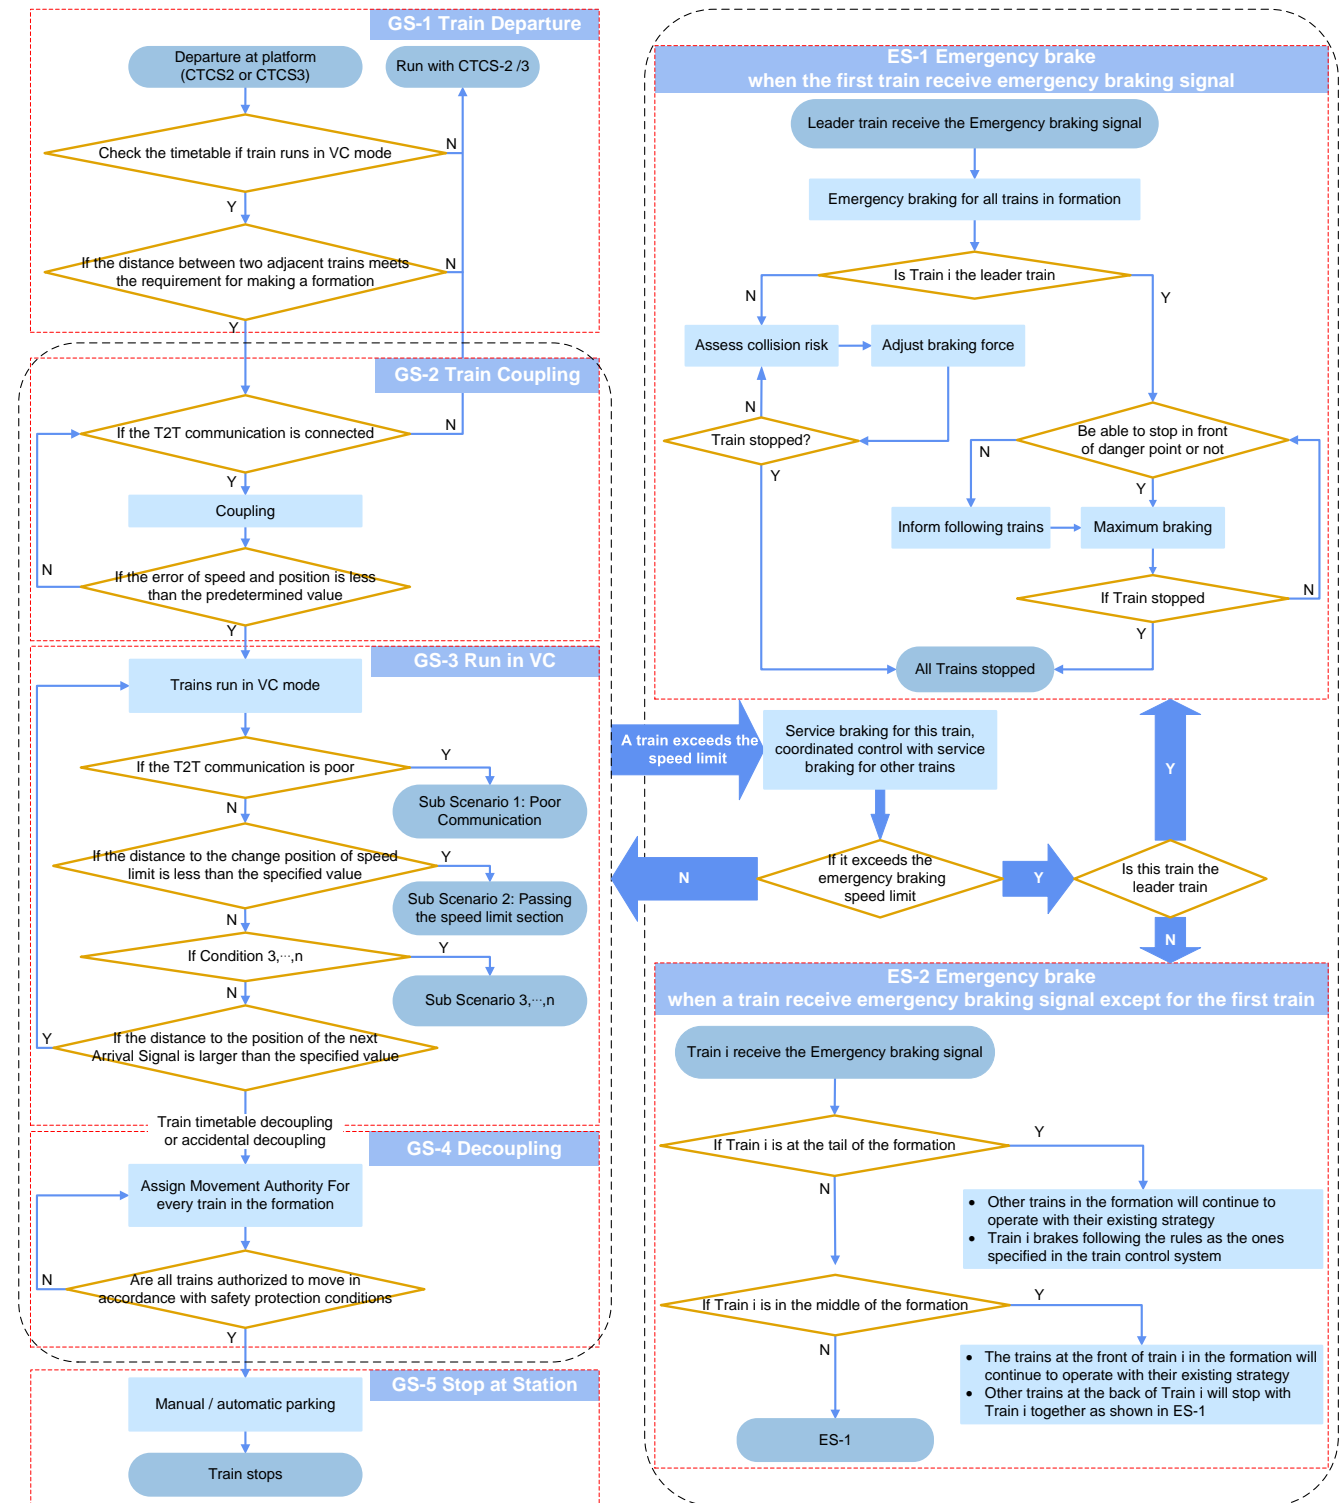 GS-1 Train Departure
Departure at platform
(CTCS2 or CTCS3)
Run with CTCS-2 /3
Check the timetable if train runs in VC mode
N
Y
If the distance between two adjacent trains meets
the requirement for making a formation
N
Y
GS-2 Train Coupling
If the T2T communication is connected
N
Y
Coupling
If the error of speed and position is less
than the predetermined value
N
Y
GS-3 Run in VC
Trains run in VC mode
If the T2T communication is poor
Y
Sub Scenario 1: Poor
Communication
N
If the distance to the change position of speed
limit is less than the specified value
Y
Sub Scenario 2: Passing
the speed limit section
N
If Condition 3,···,n
Y
Sub Scenario 3,···,n
N
If the distance to the position of the next
Arrival Signal is larger than the specified value
Y
Train timetable decoupling
or accidental decoupling
GS-4 Decoupling
Assign Movement Authority For
every train in the formation
Are all trains authorized to move in
accordance with safety protection conditions
N
Y
GS-5 Stop at Station
Manual / automatic parking
Train stops
ES-1 Emergency brake
when the first train receive emergency braking signal
Leader train receive the Emergency braking signal
Emergency braking for all trains in formation
Is Train i the leader train
N
Y
Assess collision risk
Adjust braking force
N
Train stopped?
Y
Be able to stop in front
of danger point or not
N
Y
Inform following trains
Maximum braking
If Train stopped
N
Y
All Trains stopped
A train exceeds the
speed limit
Service braking for this train,
coordinated control with service
braking for other trains
Y
If it exceeds the
emergency braking
speed limit
N
Y
Is this train the
leader train
N
ES-2 Emergency brake
when a train receive emergency braking signal except for the first train
Train i receive the Emergency braking signal
If Train i is at the tail of the formation
Y
N
• Other trains in the formation will continue to
operate with their existing strategy
• Train i brakes following the rules as the ones
specified in the train control system
If Train i is in the middle of the formation
Y
N
• The trains at the front of train i in the formation will
continue to operate with their existing strategy
• Other trains at the back of Train i will stop with
Train i together as shown in ES-1
ES-1